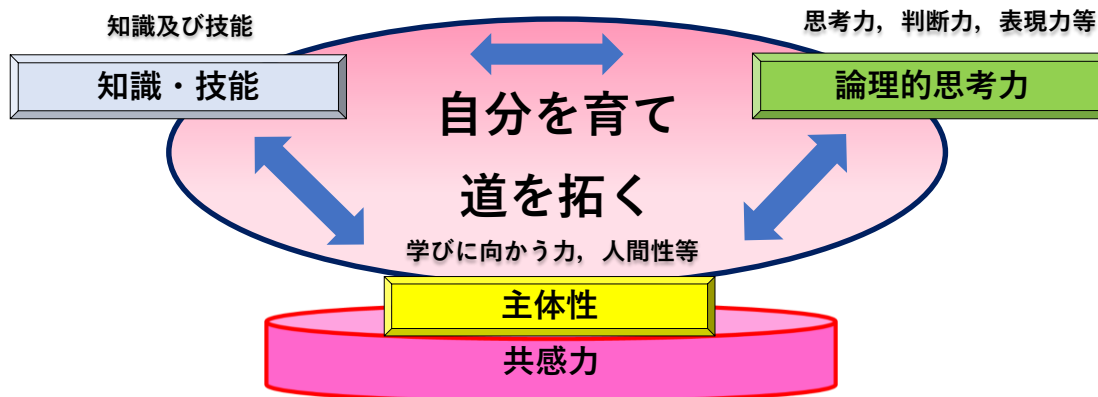 知識及び技能
思考力，判断力，表現力等
知識・技能
論理的思考力
自分を育て
道を拓く
学びに向かう力，人間性等
主体性
共感力